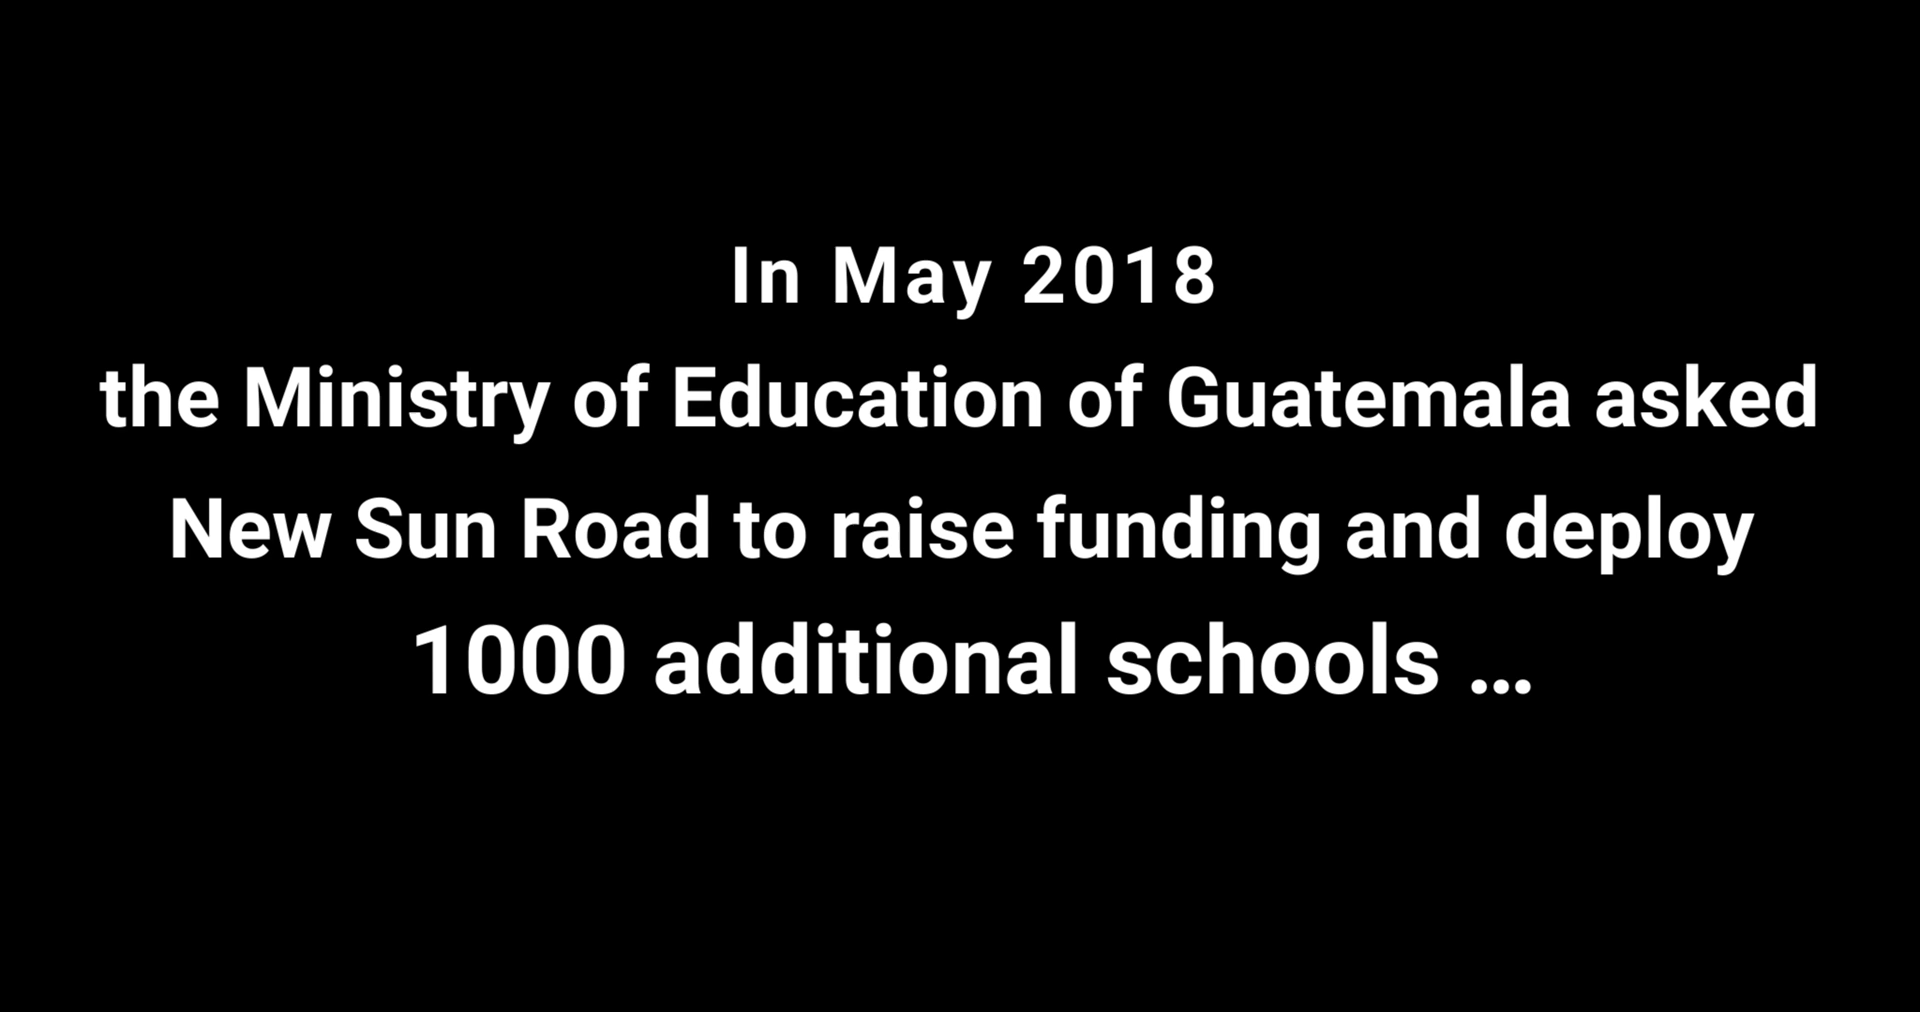 In May 2018
the Ministry of Education of Guatemala asked
New Sun Road to raise funding and deploy
1000 additional schools ...